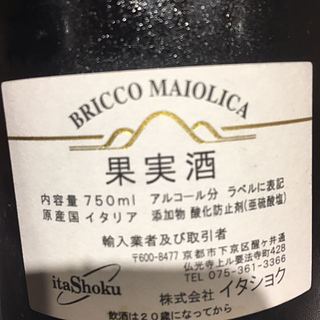 BRICCO MAIOLICA
果実酒
内容量 750ml アルコール分 ラベルに表記
原産国 イタリア 添加物 酸化防止剤(亜硫酸塩)
輸入業者及び取引者
〒600-8477 京都市下京区醒ヶ井通
仏光寺上ル要法寺町428
TEL 075-361-3366
itaShoku
株式会社 イタショク
飲酒は20歳になってから